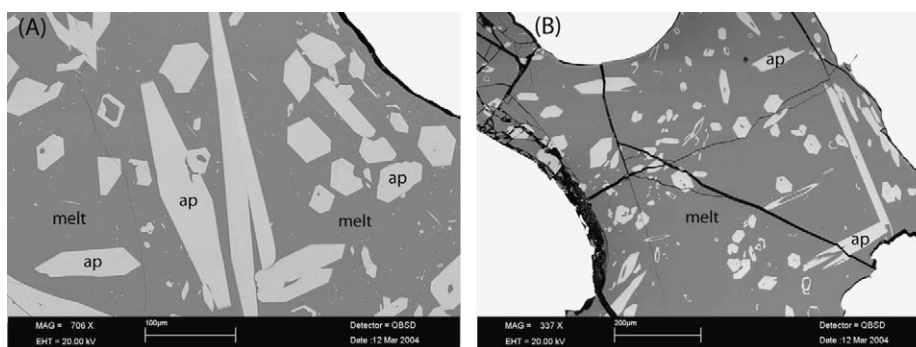 (A)
ap
ap
melt
melt
ap
MAG = 706 X
100µm
Detector = QBSD
EHT = 20.00 kV
Date :12 Mar 2004
(B)
ap
melt
ap
MAG = 337 X
200µm
Detector = QBSD
EHT = 20.00 kV
Date :12 Mar 2004